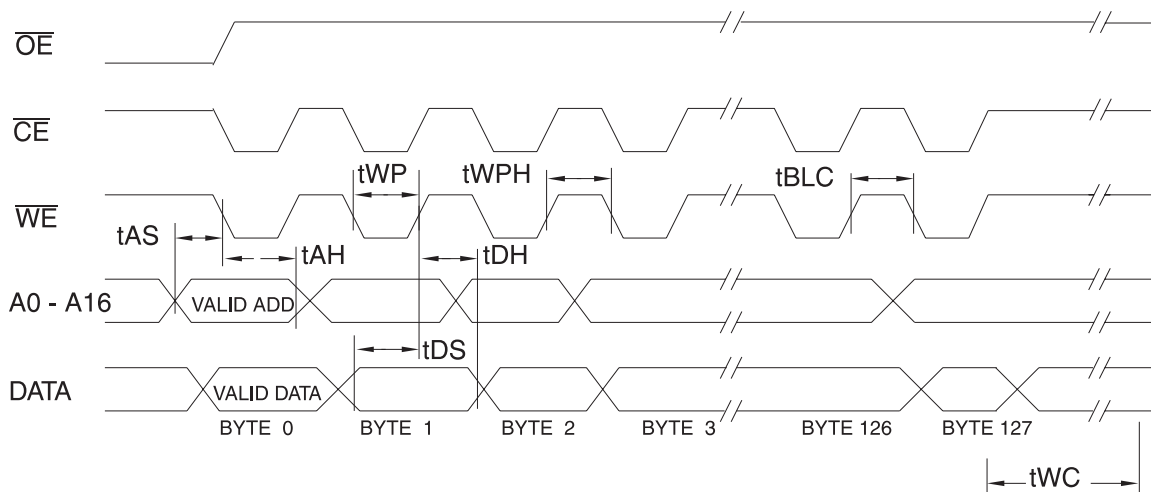 OE
CE
tWP
tWPH
tBLC
WE
tAS
tAH
tDH
A0 - A16
VALID ADD
tDS
DATA
VALID DATA
BYTE 0
BYTE 1
BYTE 2
BYTE 3
BYTE 126
BYTE 127
tWC